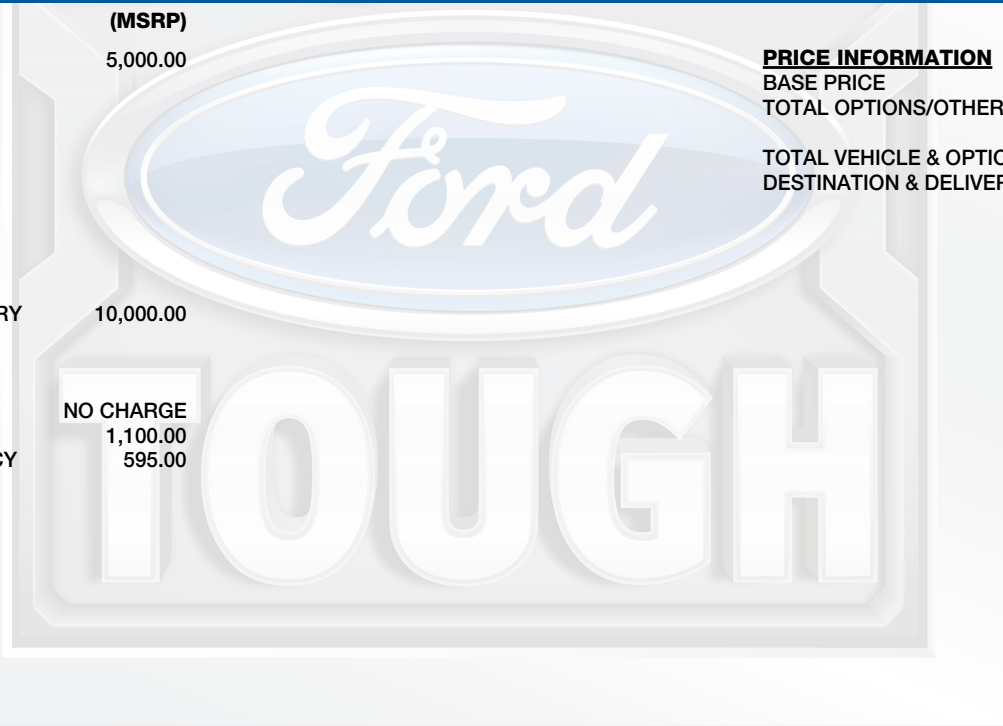 (MSRP)
5,000.00
RY 10,000.00
NO CHARGE
1,100.00
CY 595.00
PRICE INFORMATION
BASE PRICE
TOTAL OPTIONS/OTHER
TOTAL VEHICLE & OPTIO
DESTINATION & DELIVER
Ford
TOUGH